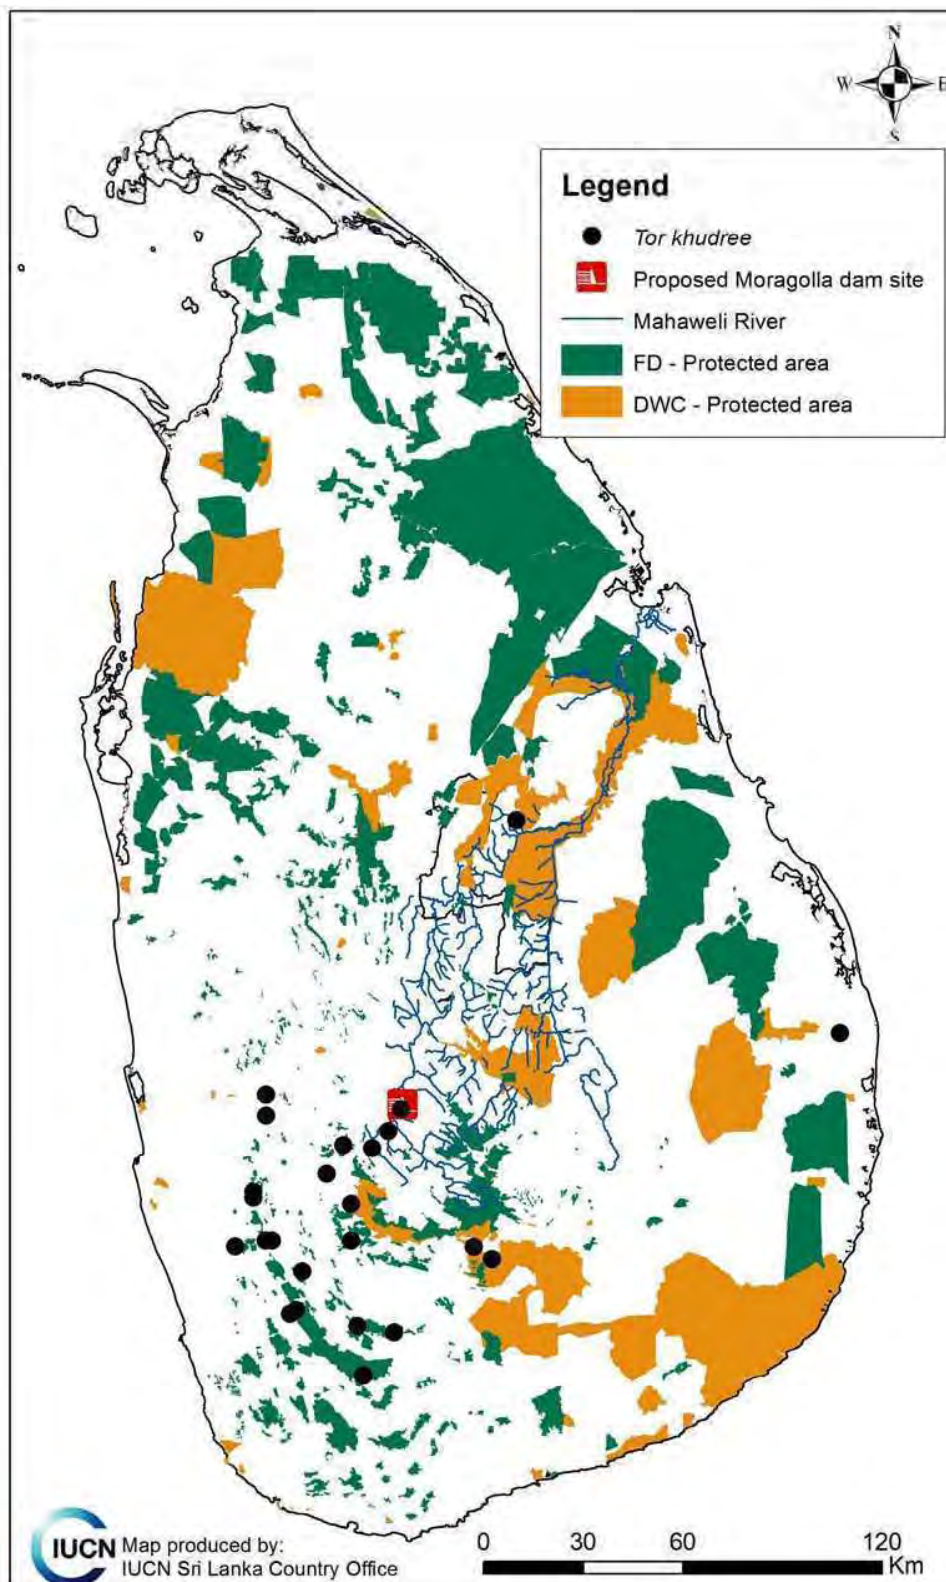 N
W E
S
Legend
Tor khudree
Proposed Moragolla dam site
Mahaweli River
FD - Protected area
DWC - Protected area
IUCN
Map produced by:
IUCN Sri Lanka Country Office
0 30 60 120
Km